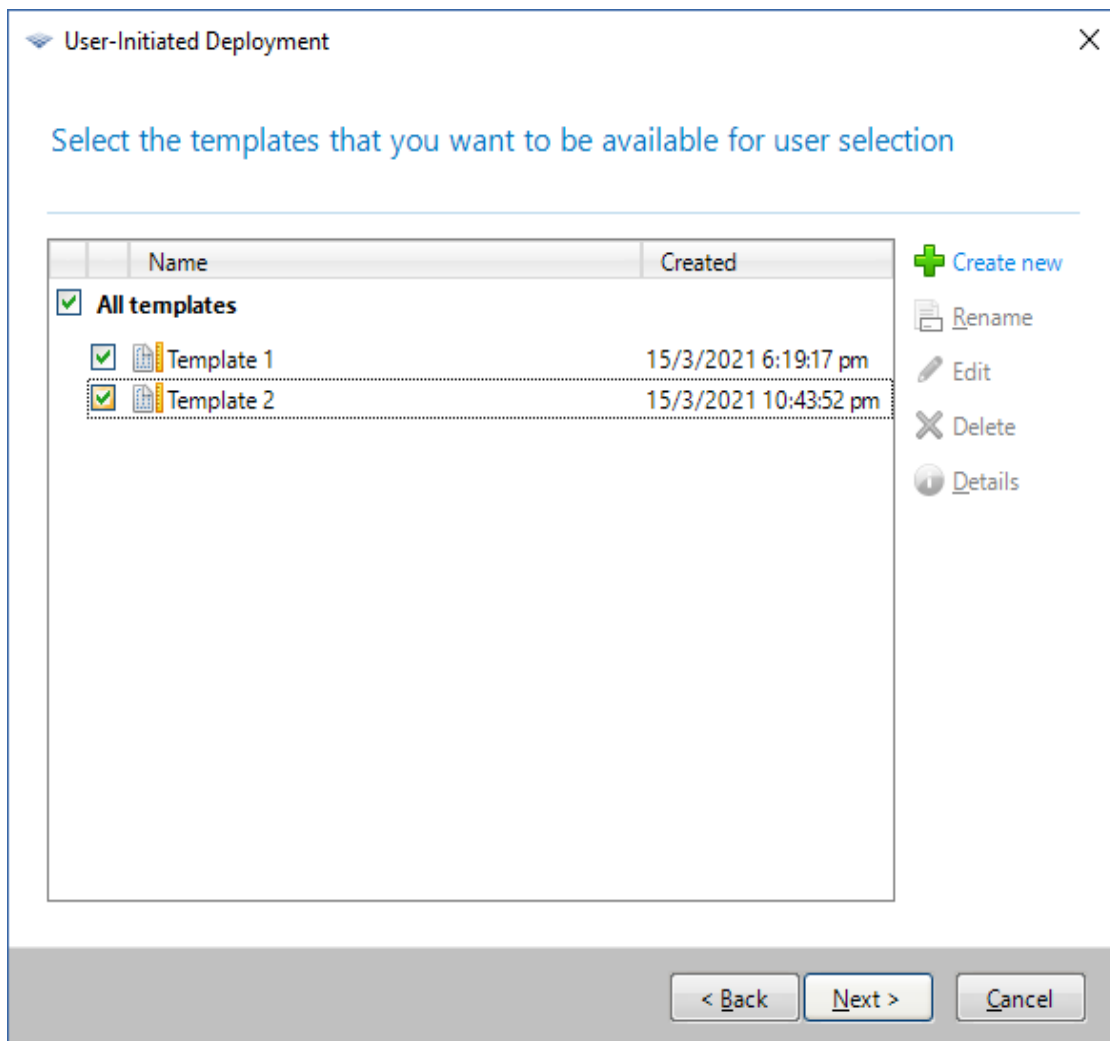 User-Initiated Deployment
Select the templates that you want to be available for user selection
Name Created
All templates
Template 1 15/3/2021 6:19:17 pm
Template 2 15/3/2021 10:43:52 pm
Create new
Rename
Edit
Delete
Details
< Back Next > Cancel